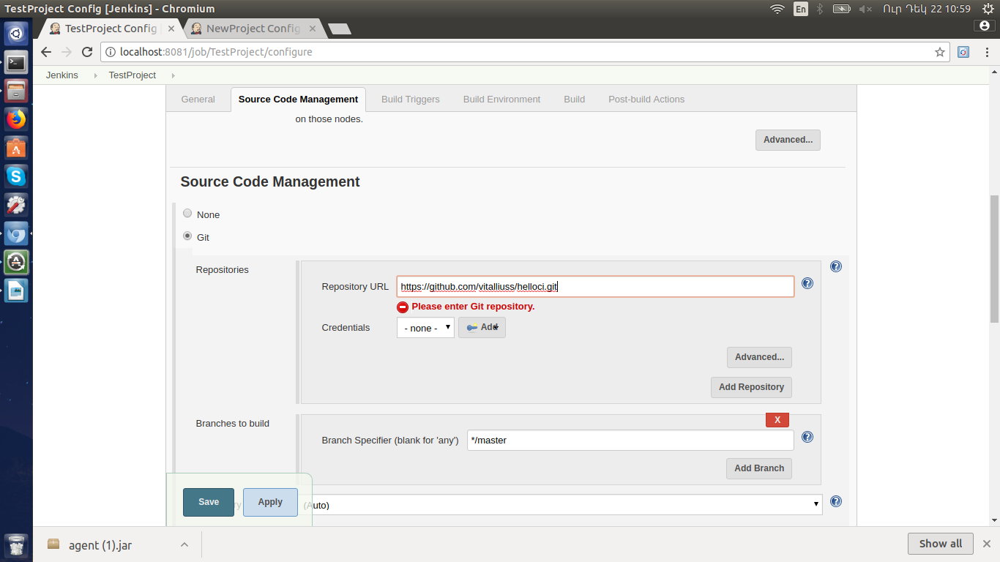 TestProject Config [Jenkins] - Chromium
En
Ուր Դեկ 22 10:59
TestProject Config
NewProject Config
localhost:8081/job/TestProject/configure
Jenkins
TestProject
General
Source Code Management
Build Triggers
Build Environment
Build
Post-build Actions
on those nodes.
Advanced...
Source Code Management
None
Git
Repositories
Repository URL
https://github.com/vitalliuss/helloci.git
Please enter Git repository.
Credentials
- none -
Add
Advanced...
Add Repository
Branches to build
X
Branch Specifier (blank for 'any')
*/master
Add Branch
Save
Apply
(Auto)
agent (1).jar
Show all